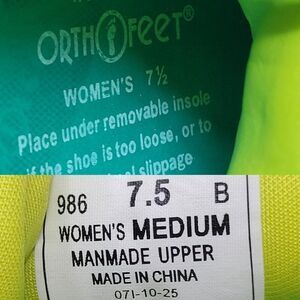 ORTHOFEET
WOMEN'S 7½
Place under removable insole
if the shoe is too loose, or to
slippage
986 7.5 B
WOMEN'S MEDIUM
MANMADE UPPER
MADE IN CHINA
07I-10-25